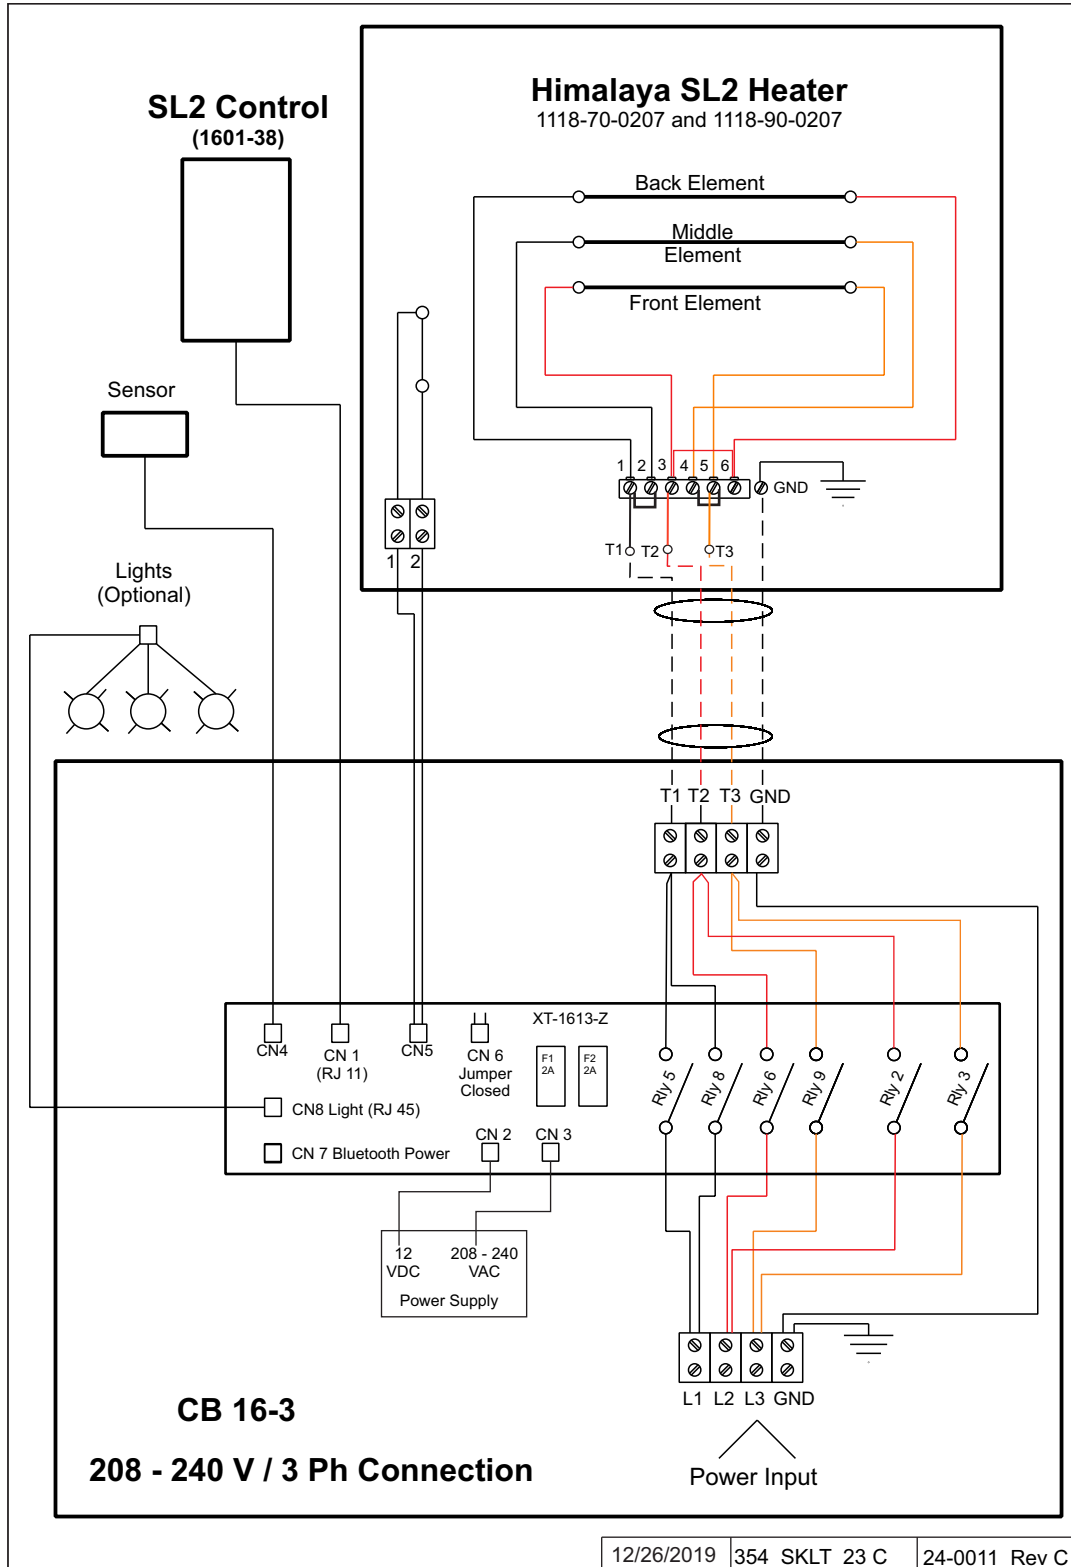 Himalaya SL2 Heater
1118-70-0207 and 1118-90-0207
SL2 Control
(1601-38)
Back Element
Middle
Element
Front Element
Sensor
1 2 3 4 5 6
GND
T1 T2 T3
1 2
Lights
(Optional)
T1 T2 T3 GND
XT-1613-Z
CN4
CN 1
(RJ 11)
CN5
CN 6
Jumper
Closed
F1
2A
F2
2A
Rly 5
Rly 8
Rly 6
Rly 9
Rly 2
Rly 3
CN8 Light (RJ 45)
CN 7 Bluetooth Power
CN 2
CN 3
12
VDC
208 - 240
VAC
Power Supply
L1 L2 L3 GND
Power Input
CB 16-3
208 - 240 V / 3 Ph Connection
12/26/2019 354 SKLT 23 C 24-0011 Rev C